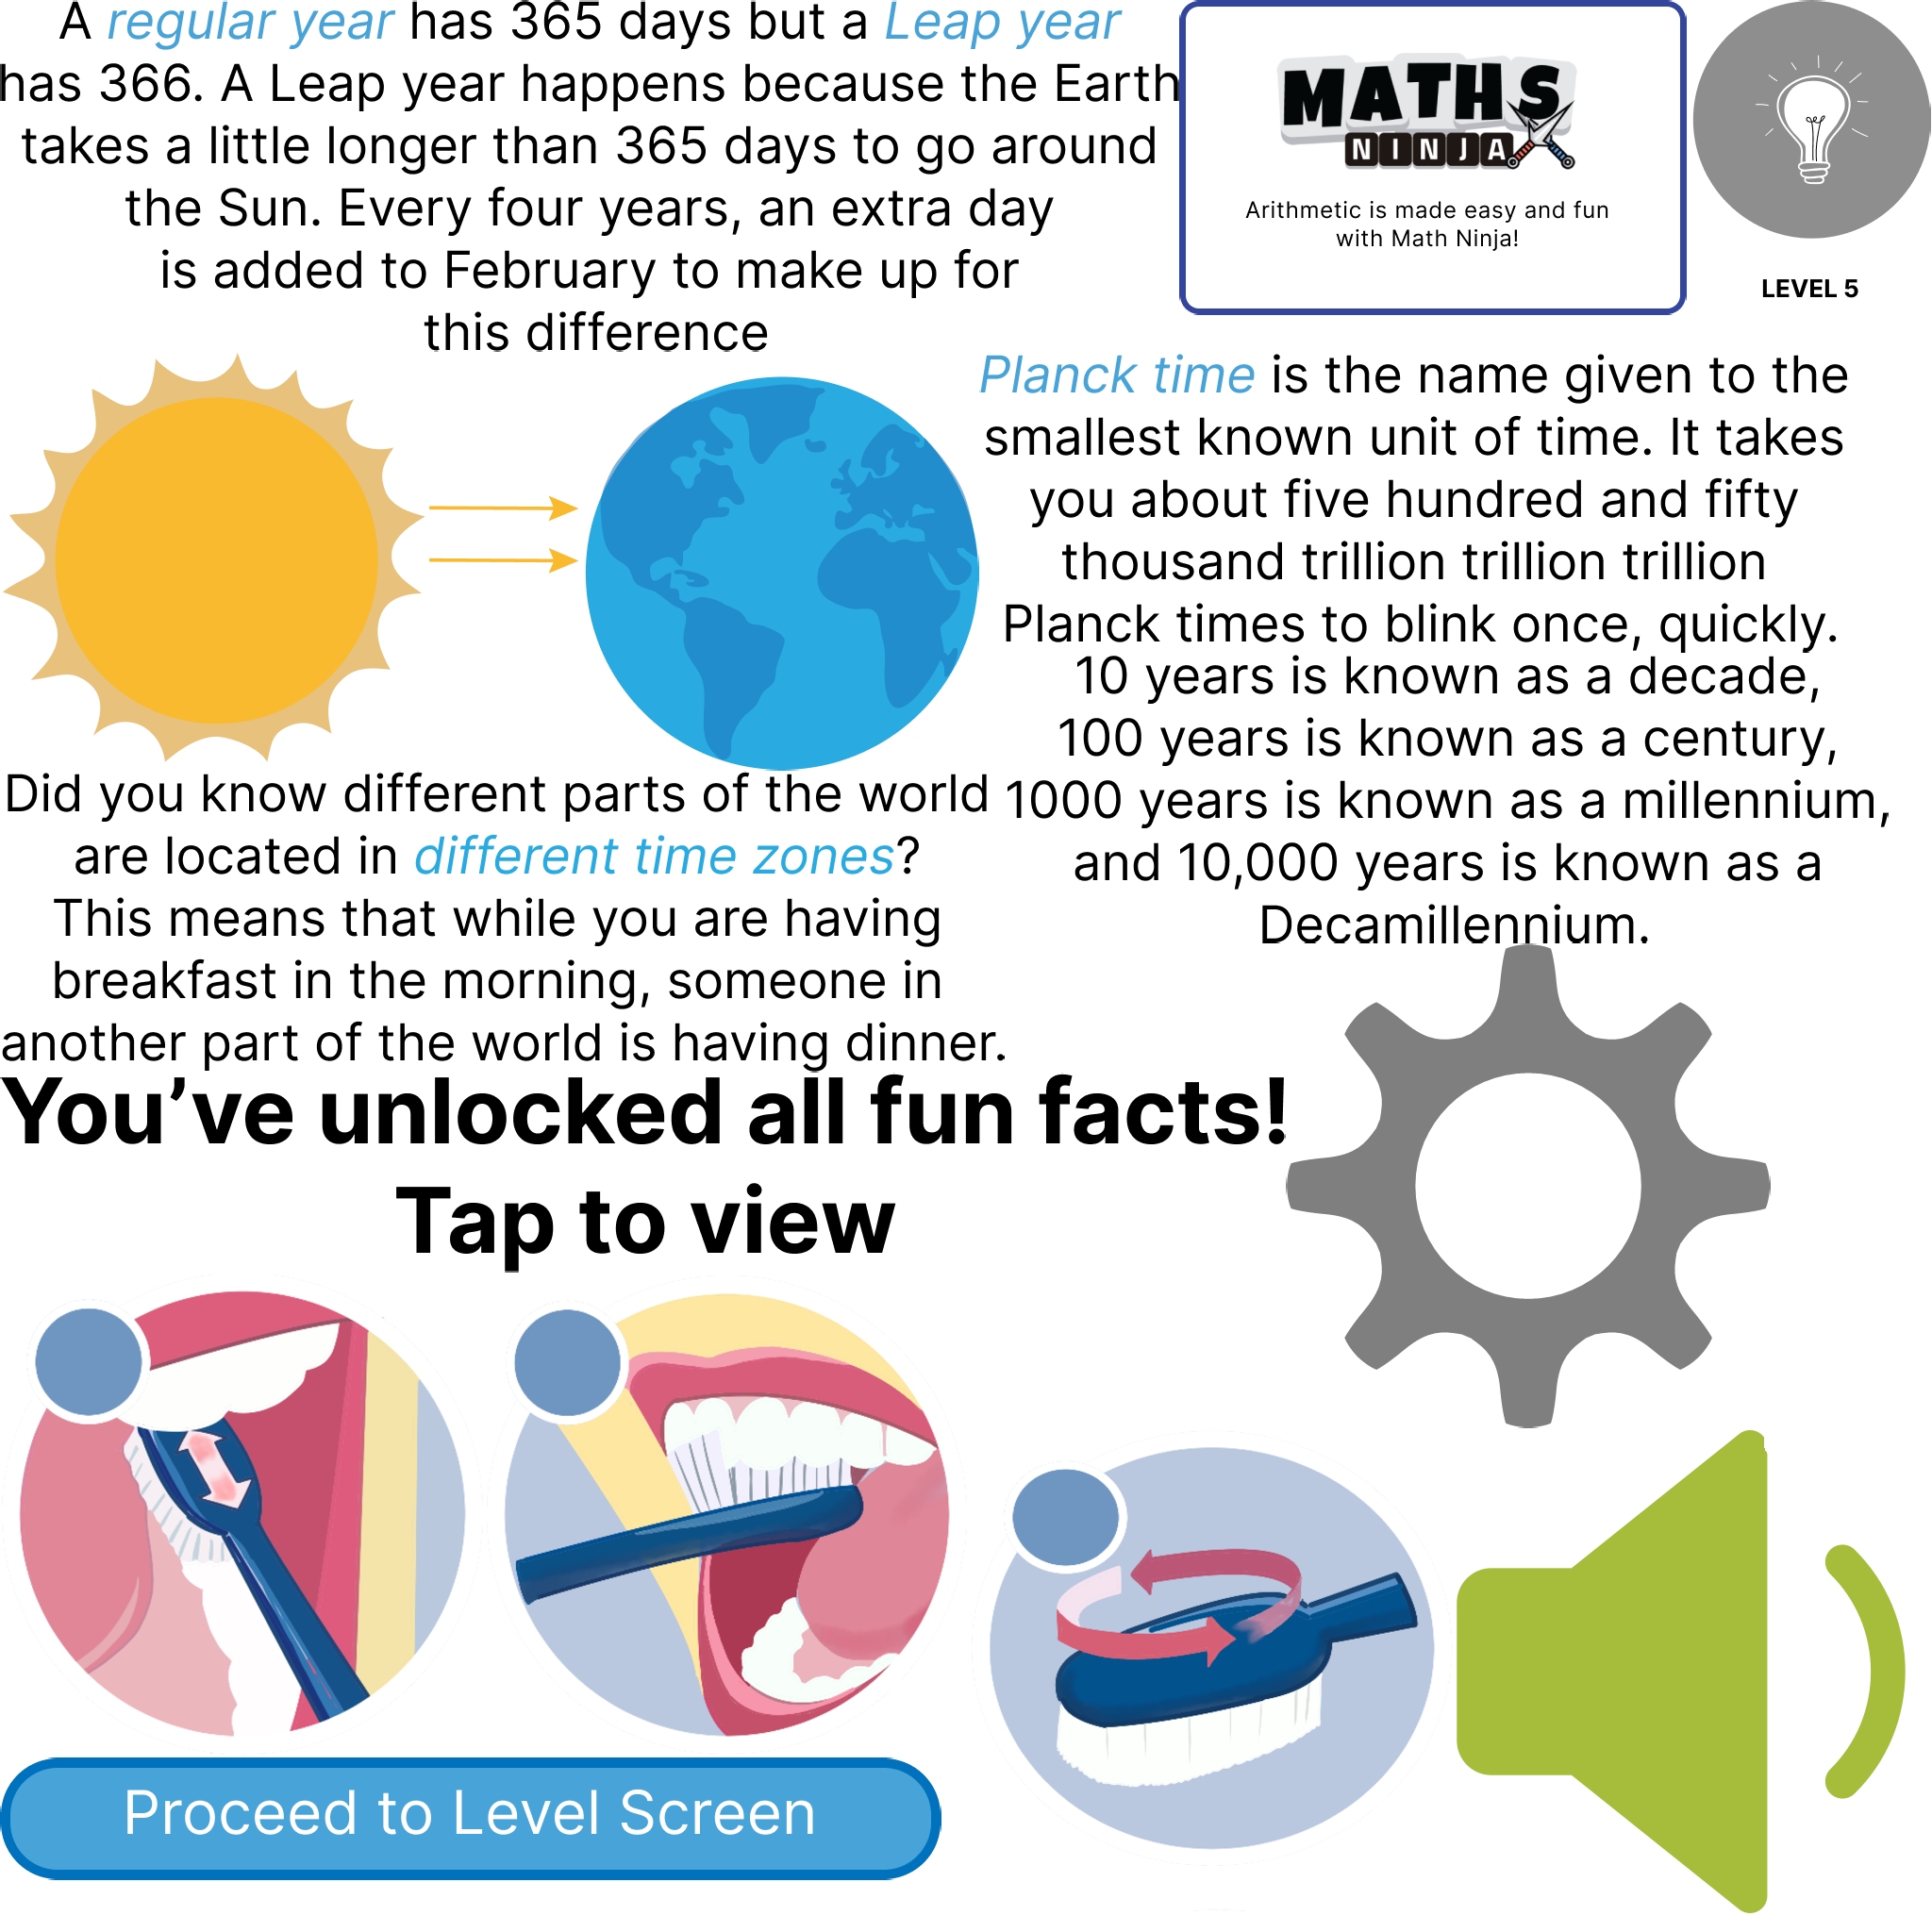 A regular year has 365 days but a Leap year
has 366. A Leap year happens because the Earth
takes a little longer than 365 days to go around
the Sun. Every four years, an extra day
is added to February to make up for
this difference
MATHS
NINJA
Arithmetic is made easy and fun
with Math Ninja!
LEVEL 5
Planck time is the name given to the
smallest known unit of time. It takes
you about five hundred and fifty
thousand trillion trillion trillion
Planck times to blink once, quickly.
10 years is known as a decade,
100 years is known as a century,
1000 years is known as a millennium,
and 10,000 years is known as a
Decamillennium.
Did you know different parts of the world
are located in different time zones?
This means that while you are having
breakfast in the morning, someone in
another part of the world is having dinner.
You’ve unlocked all fun facts!
Tap to view
Proceed to Level Screen